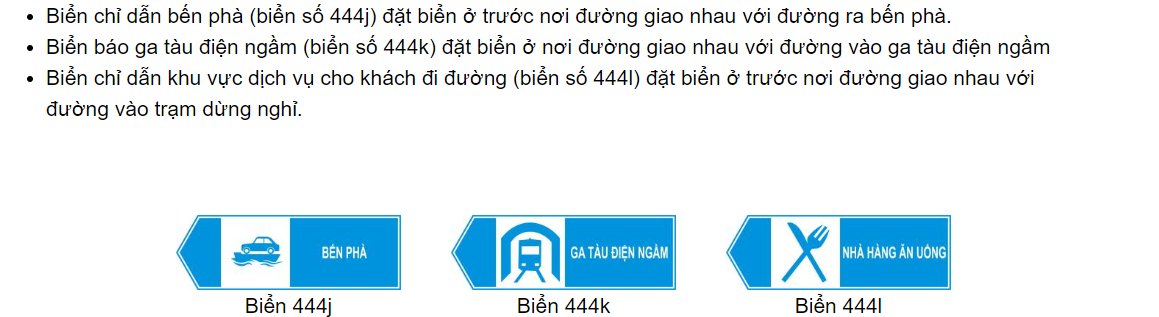 Biển chỉ dẫn bến phà (biển số 444j) đặt biển ở trước nơi đường giao nhau với đường ra bến phà.
Biển báo ga tàu điện ngầm (biển số 444k) đặt biển ở nơi đường giao nhau với đường vào ga tàu điện ngầm
Biển chỉ dẫn khu vực dịch vụ cho khách đi đường (biển số 444l) đặt biển ở trước nơi đường giao nhau với
đường vào trạm dừng nghỉ.
BẾN PHÀ
GA TÀU ĐIỆN NGẦM
NHÀ HÀNG ĂN UỐNG
Biển 444j
Biển 444k
Biển 444l